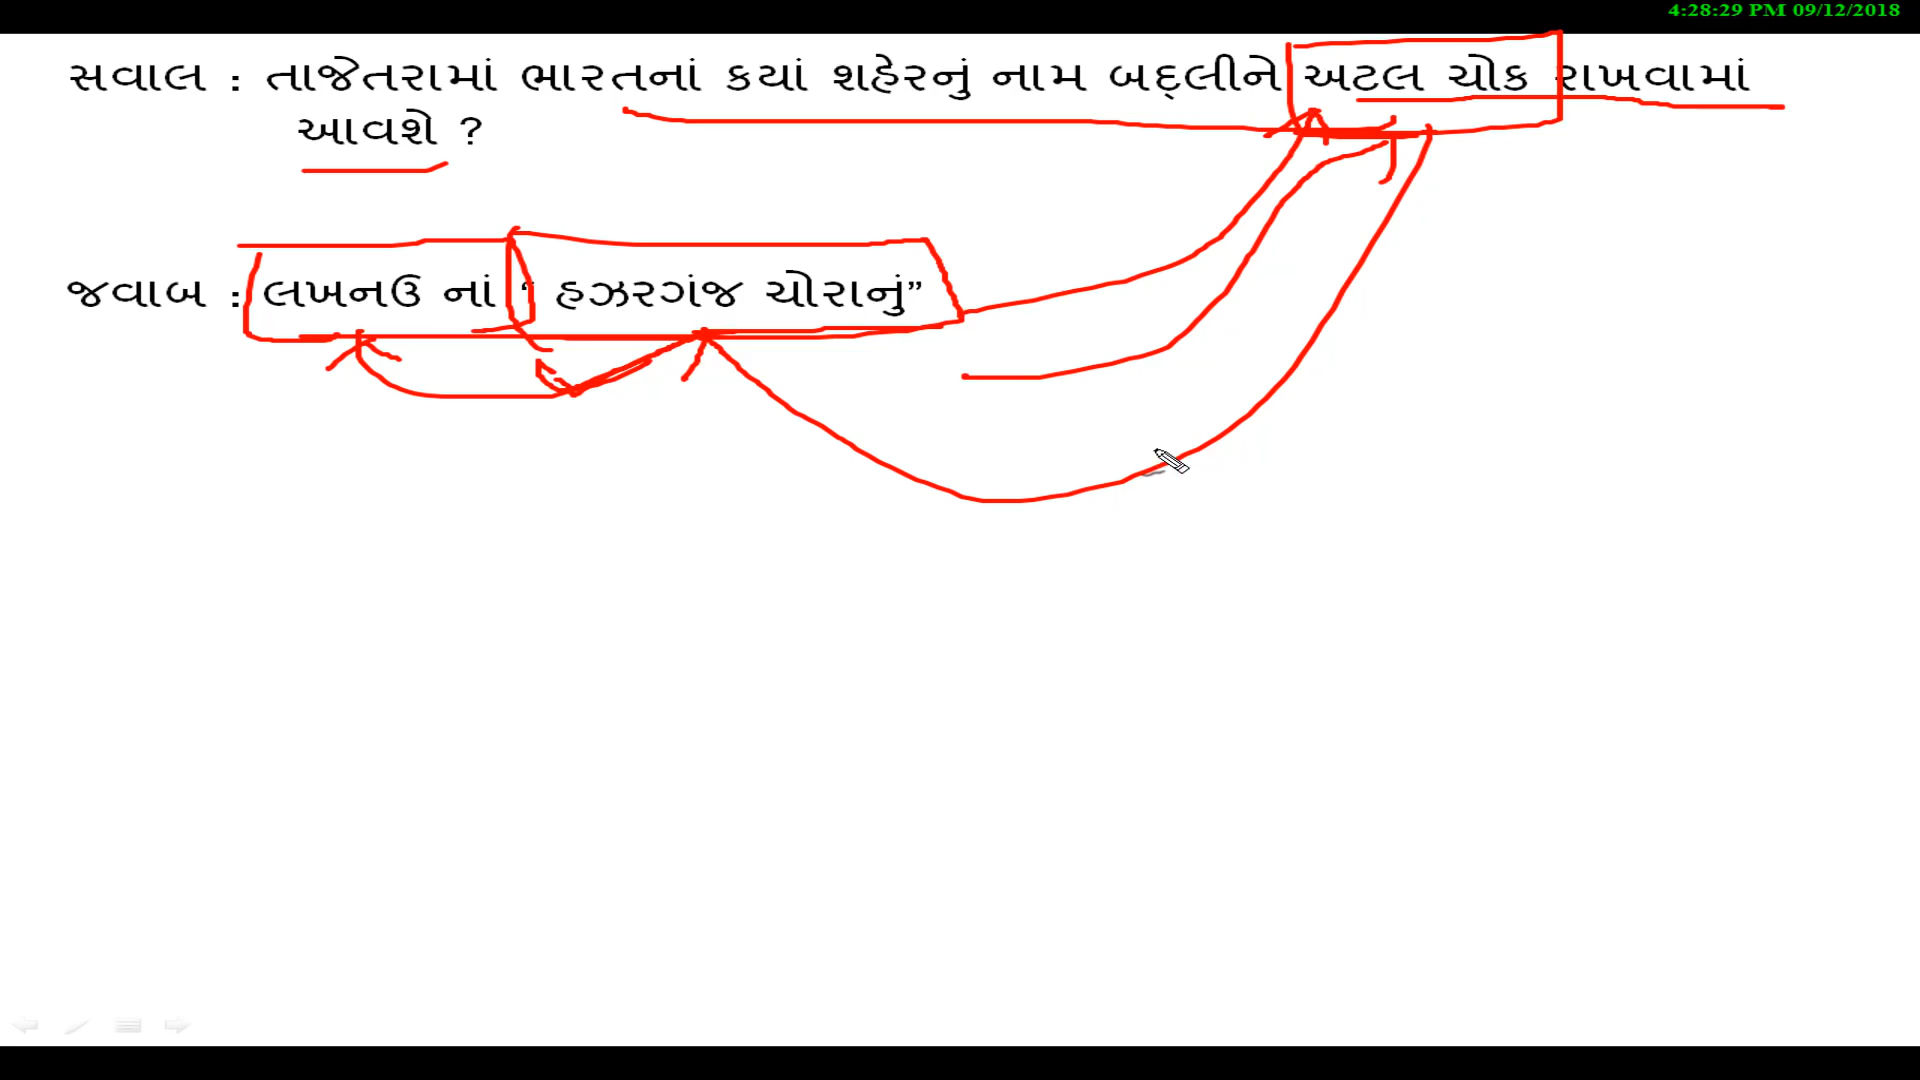 4:28:29 PM 09/12/2018
સવાલ : તાજેતરામાં ભારતનાં કયાં શહેરનું નામ બદ્લીને અટલ ચોક રાખવામાં
આવશે ?
જવાબ : લખનઉ નાં “ હઝરગંજ ચોરાનું”